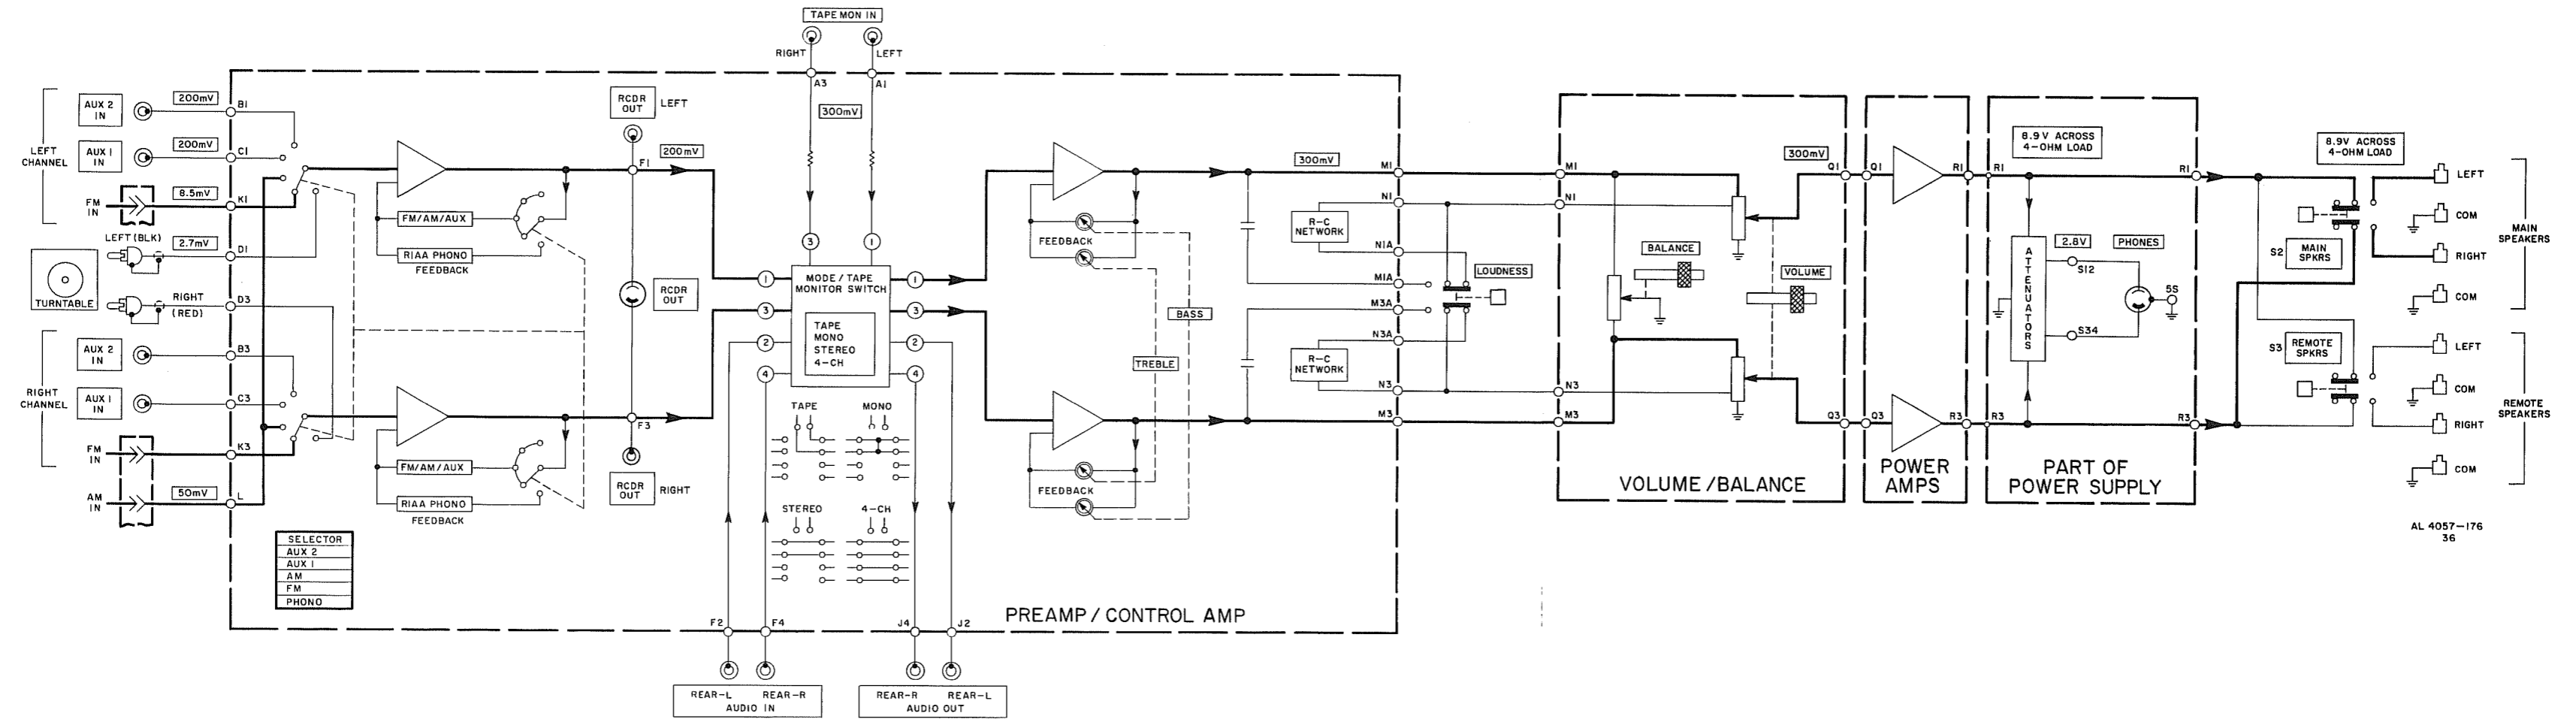 TAPE MON IN
RIGHT
LEFT
A3
A1
300mV
LEFT
CHANNEL
AUX 2
IN
200mV
B1
AUX 1
IN
200mV
C1
FM
IN
8.5mV
K1
LEFT (BLK)
2.7mV
D1
TURNTABLE
RIGHT
(RED)
D3
RIGHT
CHANNEL
AUX 2
IN
B3
AUX 1
IN
C3
FM
IN
K3
AM
IN
50mV
L
SELECTOR
AUX 2
AUX 1
AM
FM
PHONO
FM/AM/AUX
RIAA PHONO
FEEDBACK
FM/AM/AUX
RIAA PHONO
FEEDBACK
RCDR
OUT
LEFT
F1
200mV
RCDR
OUT
F3
RCDR
OUT
RIGHT
3
1
1
3
2
4
MODE/TAPE
MONITOR SWITCH
TAPE
MONO
STEREO
4-CH
1
3
2
4
TAPE
MONO
STEREO
4-CH
F2
F4
J4
J2
REAR-L
REAR-R
AUDIO IN
REAR-R
REAR-L
AUDIO OUT
PREAMP/CONTROL AMP
FEEDBACK
BASS
TREBLE
FEEDBACK
300mV
M1
N1
R-C
NETWORK
N1A
M1A
M3A
N3A
R-C
NETWORK
N3
M3
LOUDNESS
M1
N1
BALANCE
VOLUME
N3
M3
300mV
Q1
Q3
VOLUME/BALANCE
Q1
R1
Q3
R3
POWER
AMPS
8.9V ACROSS
4-OHM LOAD
R1
R1
ATTENUATORS
2.8V
S12
PHONES
5S
S34
R3
R3
PART OF
POWER SUPPLY
8.9V ACROSS
4-OHM LOAD
S2
MAIN
SPKRS
S3
REMOTE
SPKRS
LEFT
COM
RIGHT
COM
MAIN
SPEAKERS
LEFT
COM
RIGHT
COM
REMOTE
SPEAKERS
AL 4057-176
36